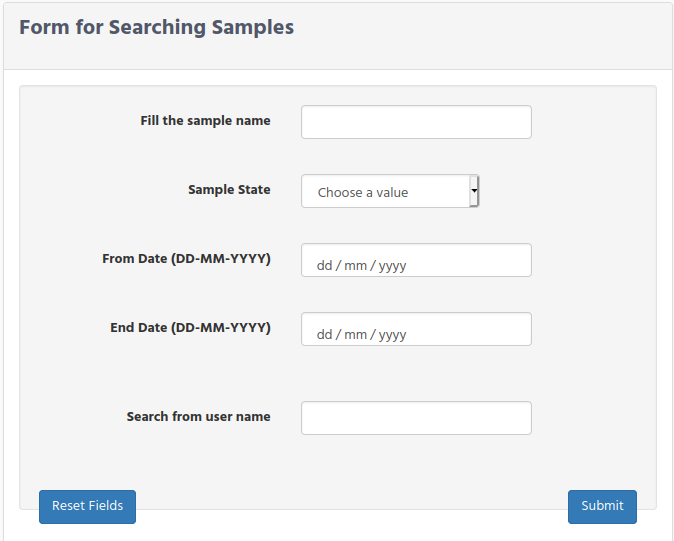 Form for Searching Samples
Fill the sample name
Sample State
Choose a value
From Date (DD-MM-YYYY)
dd / mm / yyyy
End Date (DD-MM-YYYY)
dd / mm / yyyy
Search from user name
Reset Fields
Submit